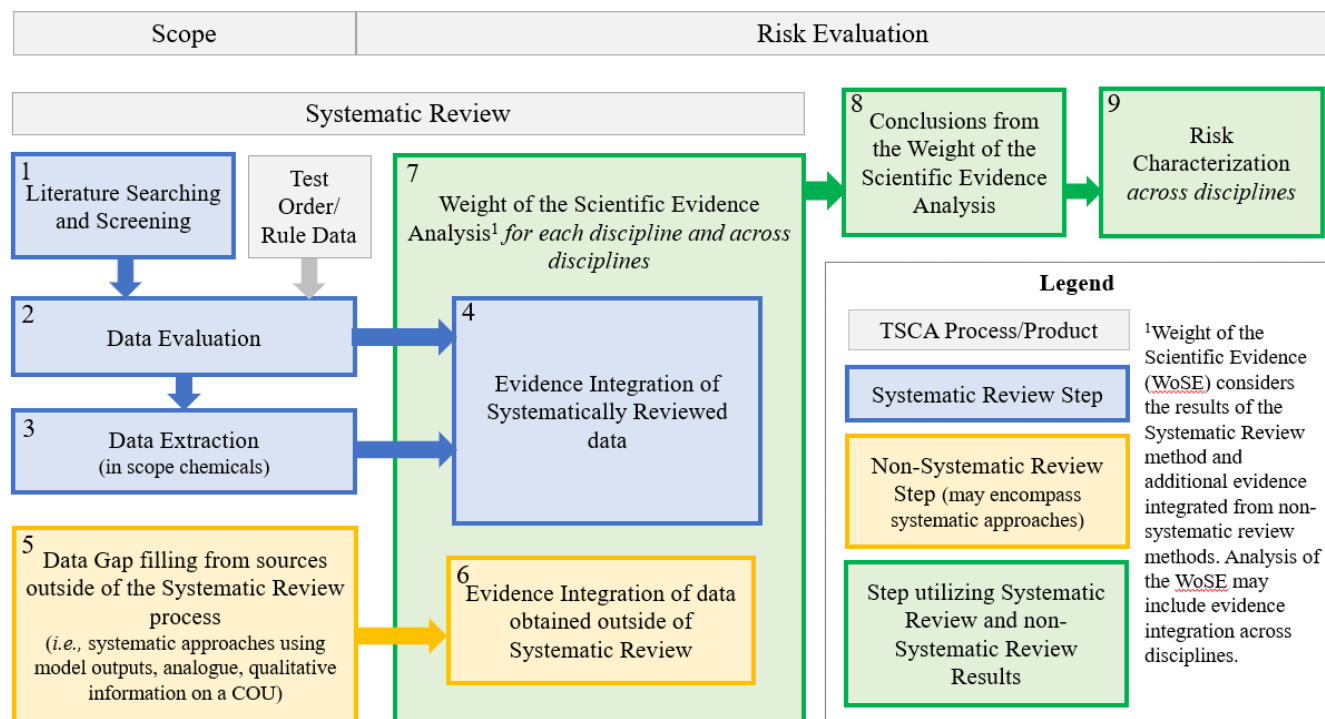 Scope
Risk Evaluation
Systematic Review
1
Literature Searching
and Screening
Test
Order/
Rule Data
2
Data Evaluation
3
Data Extraction
(in scope chemicals)
5
Data Gap filling from sources
outside of the Systematic Review
process
(i.e., systematic approaches using
model outputs, analogue, qualitative
information on a COU)
7
Weight of the Scientific Evidence
Analysis¹ for each discipline and across
disciplines
4
Evidence Integration of
Systematically Reviewed
data
6
Evidence Integration of data
obtained outside of
Systematic Review
8
Conclusions from
the Weight of the
Scientific Evidence
Analysis
9
Risk
Characterization
across disciplines
Legend
TSCA Process/Product
Systematic Review Step
Non-Systematic Review
Step (may encompass
systematic approaches)
Step utilizing Systematic
Review and non-
Systematic Review
Results
¹Weight of the
Scientific Evidence
(WoSE) considers
the results of the
Systematic Review
method and
additional evidence
integrated from non-
systematic review
methods. Analysis of
the WoSE may
include evidence
integration across
disciplines.